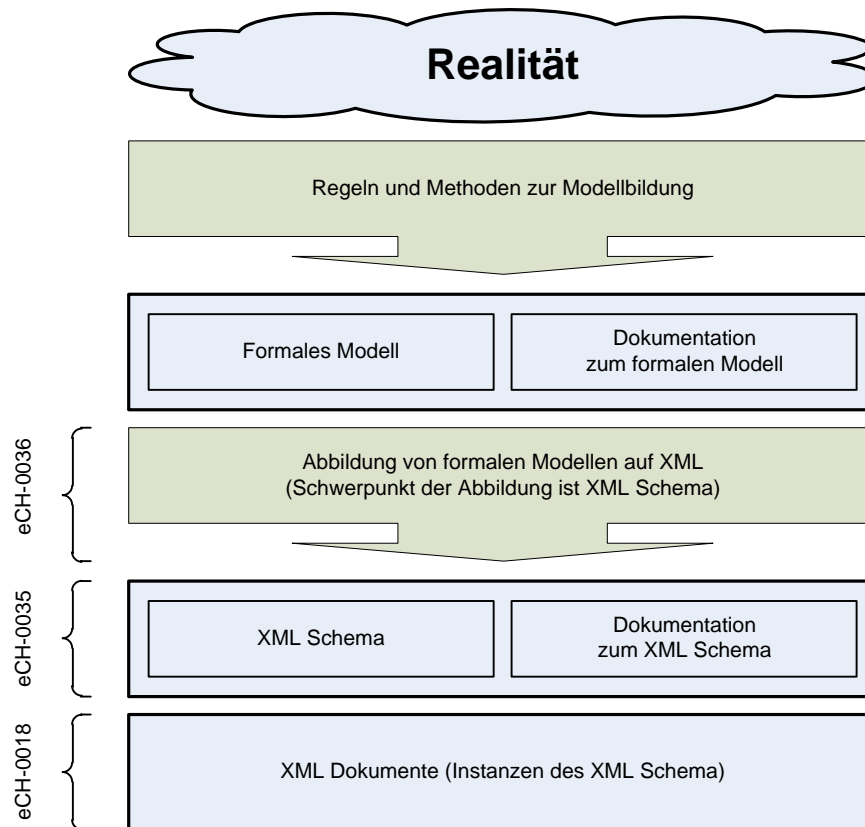 Realität
Regeln und Methoden zur Modellbildung
Formales Modell
Dokumentation
zum formalen Modell
eCH-0036
Abbildung von formalen Modellen auf XML
(Schwerpunkt der Abbildung ist XML Schema)
eCH-0035
XML Schema
Dokumentation
zum XML Schema
eCH-0018
XML Dokumente (Instanzen des XML Schema)